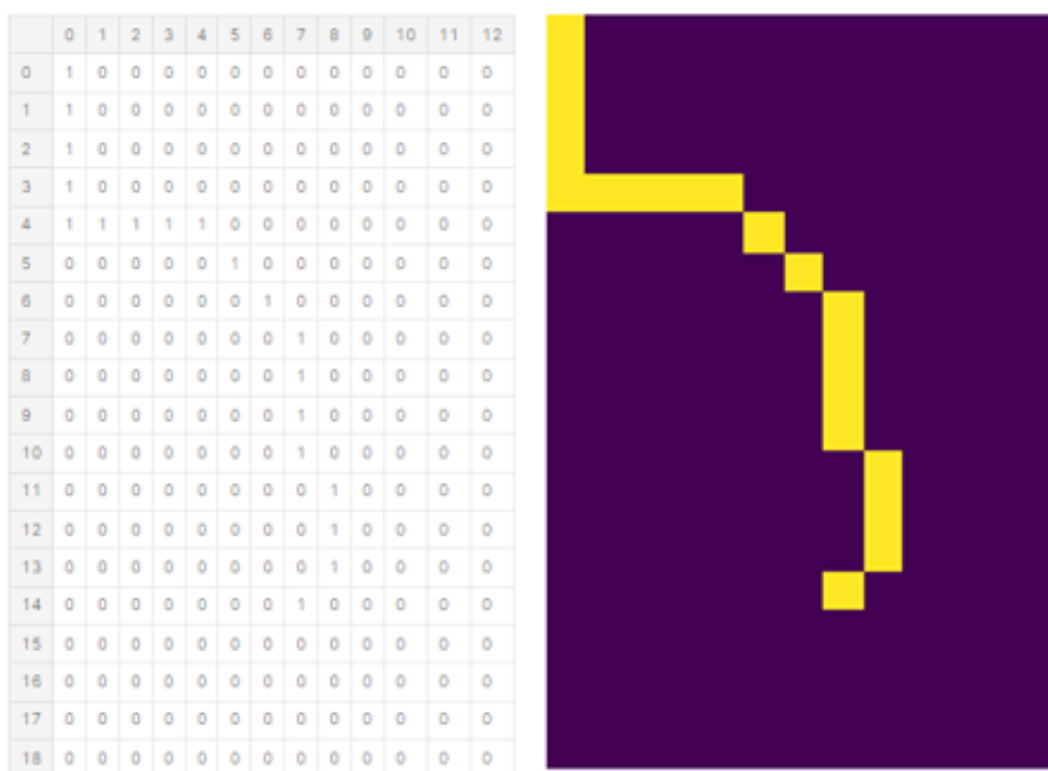 0 1 2 3 4 5 6 7 8 9 10 11 12
0 1 0 0 0 0 0 0 0 0 0 0 0 0
1 1 0 0 0 0 0 0 0 0 0 0 0 0
2 1 0 0 0 0 0 0 0 0 0 0 0 0
3 1 0 0 0 0 0 0 0 0 0 0 0 0
4 1 1 1 1 1 0 0 0 0 0 0 0 0
5 0 0 0 0 0 1 0 0 0 0 0 0 0
6 0 0 0 0 0 0 1 0 0 0 0 0 0
7 0 0 0 0 0 0 0 1 0 0 0 0 0
8 0 0 0 0 0 0 0 1 0 0 0 0 0
9 0 0 0 0 0 0 0 1 0 0 0 0 0
10 0 0 0 0 0 0 0 1 0 0 0 0 0
11 0 0 0 0 0 0 0 0 1 0 0 0 0
12 0 0 0 0 0 0 0 0 1 0 0 0 0
13 0 0 0 0 0 0 0 0 1 0 0 0 0
14 0 0 0 0 0 0 0 1 0 0 0 0 0
15 0 0 0 0 0 0 0 0 0 0 0 0 0
16 0 0 0 0 0 0 0 0 0 0 0 0 0
17 0 0 0 0 0 0 0 0 0 0 0 0 0
18 0 0 0 0 0 0 0 0 0 0 0 0 0